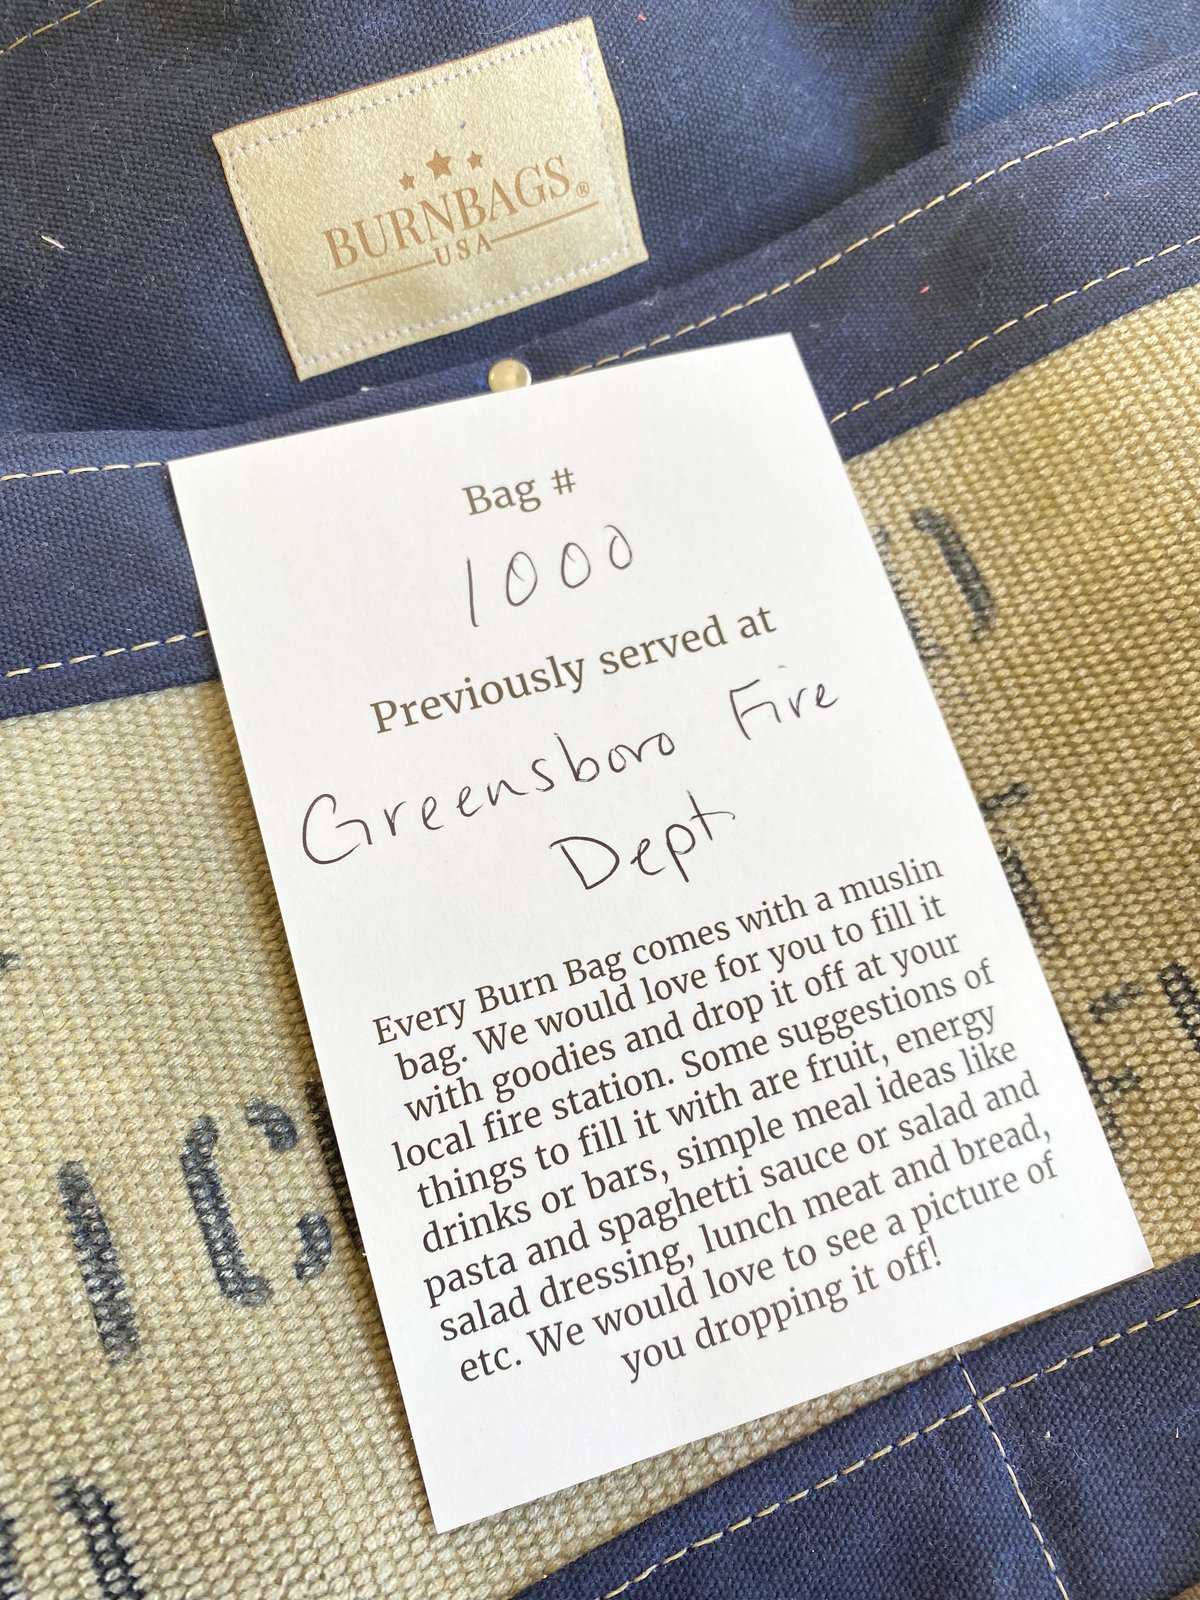 BURNBAGS®
USA
Bag #
1000
Previously served at
Greensboro Fire
Dept
Every Burn Bag comes with a muslin
bag. We would love for you to fill it
with goodies and drop it off at your
local fire station. Some suggestions of
things to fill it with are fruit, energy
drinks or bars, simple meal ideas like
pasta and spaghetti sauce or salad and
salad dressing, lunch meat and bread,
etc. We would love to see a picture of
you dropping it off!